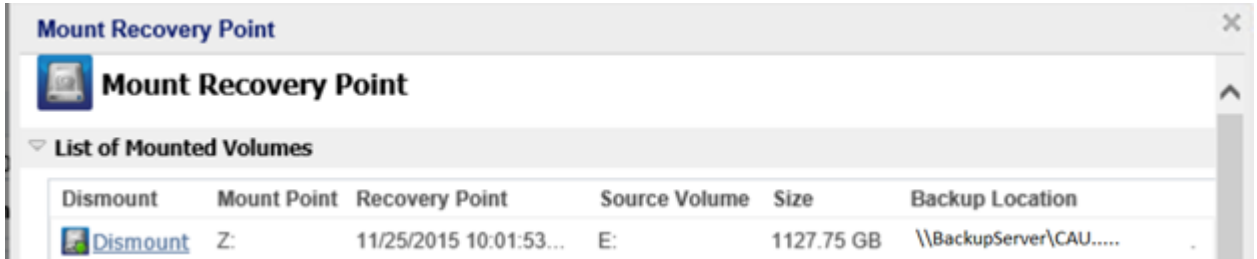 Mount Recovery Point
Mount Recovery Point
List of Mounted Volumes
Dismount Mount Point Recovery Point Source Volume Size Backup Location
Dismount Z: 11/25/2015 10:01:53... E: 1127.75 GB \\BackupServer\CAU.....